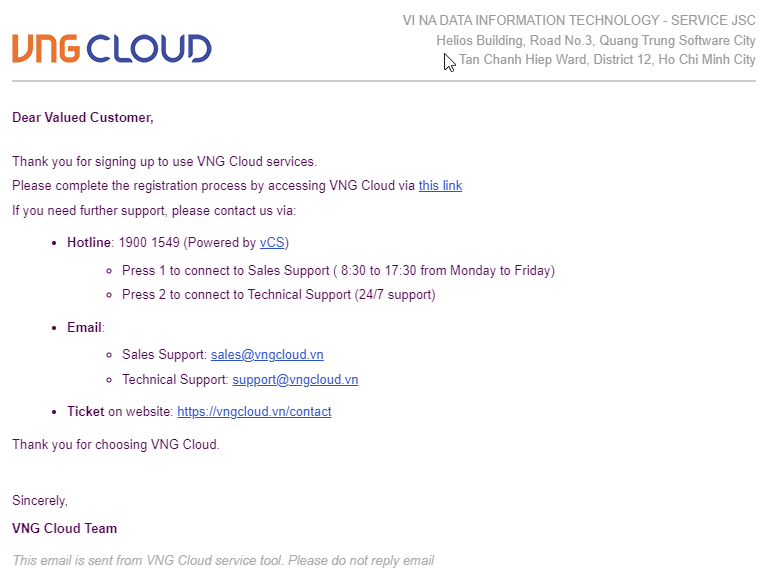 VNG CLOUD
VI NA DATA INFORMATION TECHNOLOGY - SERVICE JSC
Helios Building, Road No.3, Quang Trung Software City
Tan Chanh Hiep Ward, District 12, Ho Chi Minh City
Dear Valued Customer,
Thank you for signing up to use VNG Cloud services.
Please complete the registration process by accessing VNG Cloud via this link
If you need further support, please contact us via:
• Hotline: 1900 1549 (Powered by vCS)
◦ Press 1 to connect to Sales Support ( 8:30 to 17:30 from Monday to Friday)
◦ Press 2 to connect to Technical Support (24/7 support)
• Email:
◦ Sales Support: sales@vngcloud.vn
◦ Technical Support: support@vngcloud.vn
• Ticket on website: https://vngcloud.vn/contact
Thank you for choosing VNG Cloud.
Sincerely,
VNG Cloud Team
This email is sent from VNG Cloud service tool. Please do not reply email